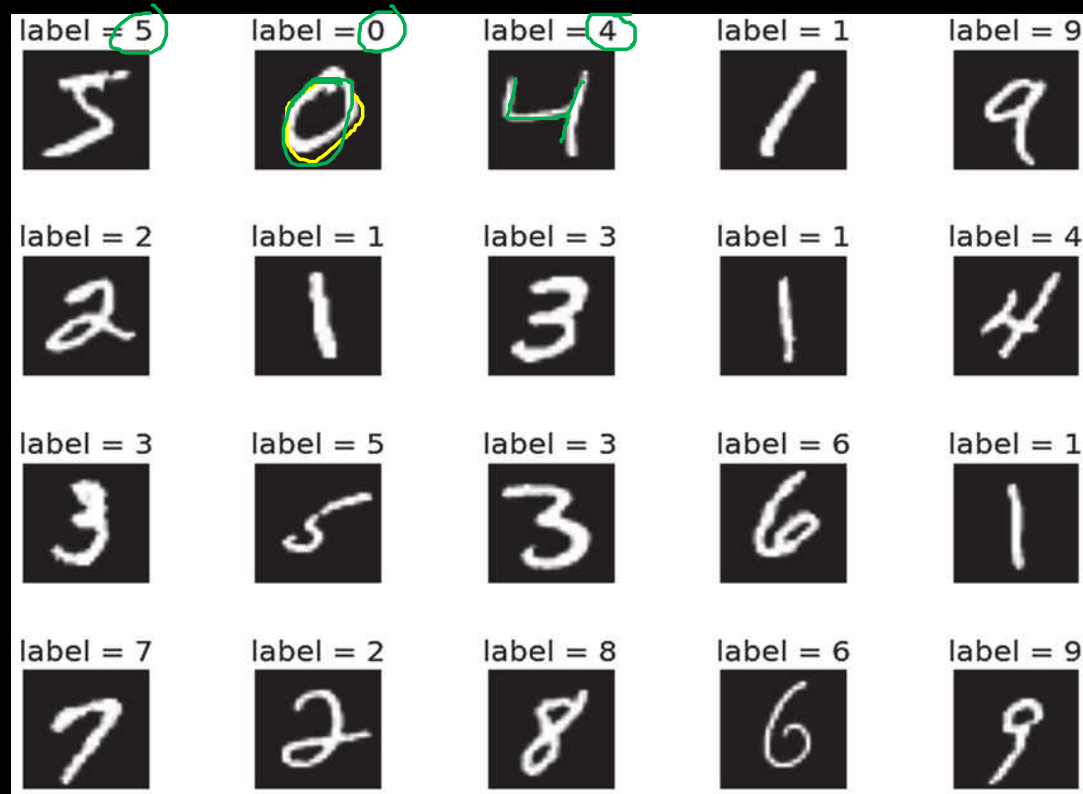 label = 5 label = 0 label = 4 label = 1 label = 9
5 0 4 1 9
label = 2 label = 1 label = 3 label = 1 label = 4
2 1 3 1 4
label = 3 label = 5 label = 3 label = 6 label = 1
3 5 3 6 1
label = 7 label = 2 label = 8 label = 6 label = 9
7 2 8 6 9